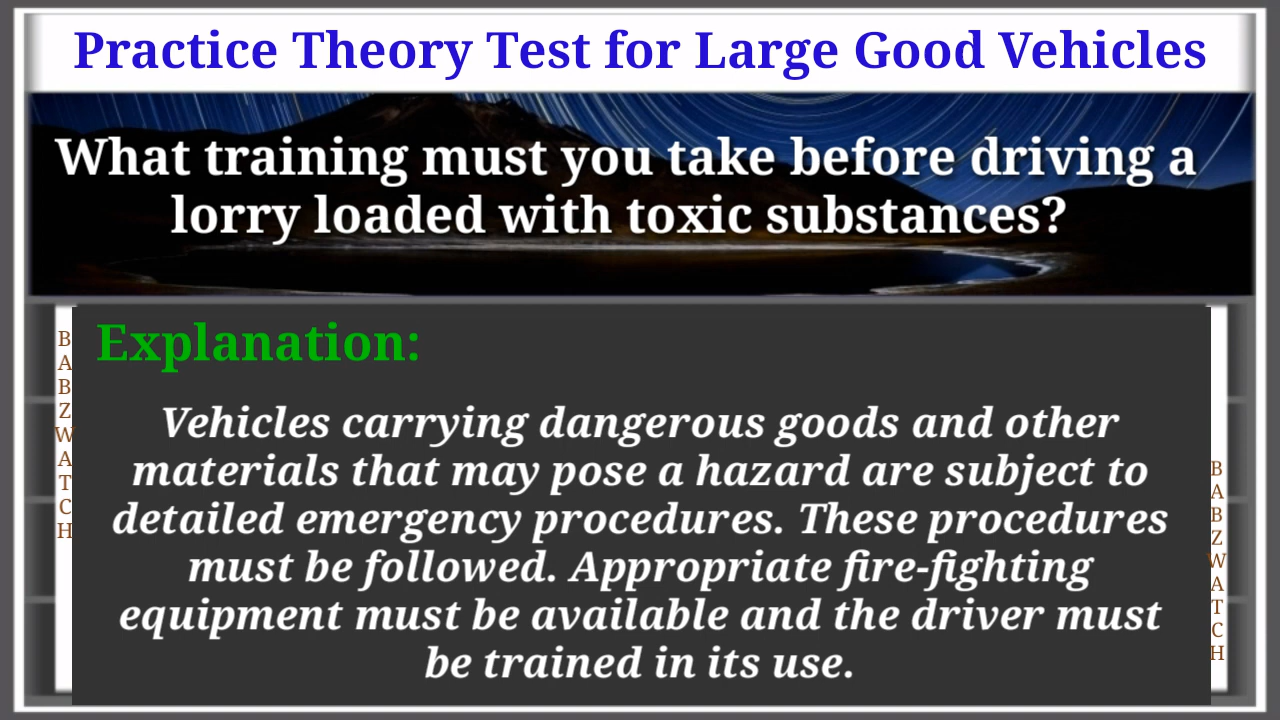 Practice Theory Test for Large Good Vehicles
What training must you take before driving a
lorry loaded with toxic substances?
Explanation:
Vehicles carrying dangerous goods and other
materials that may pose a hazard are subject to
detailed emergency procedures. These procedures
must be followed. Appropriate fire-fighting
equipment must be available and the driver must
be trained in its use.
BABZWATCH
BABZWATCH